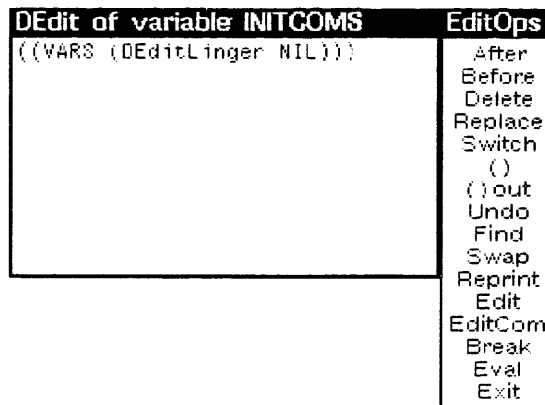 DEdit of variable INITCOMS
((VARS (DEditLinger NIL)))
EditOps
After
Before
Delete
Replace
Switch
()
() out
Undo
Find
Swap
Reprint
Edit
EditCom
Break
Eval
Exit